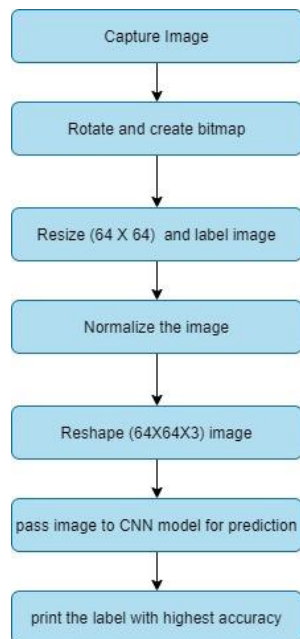 Capture Image
Rotate and create bitmap
Resize (64 X 64) and label image
Normalize the image
Reshape (64X64X3) image
pass image to CNN model for prediction
print the label with highest accuracy